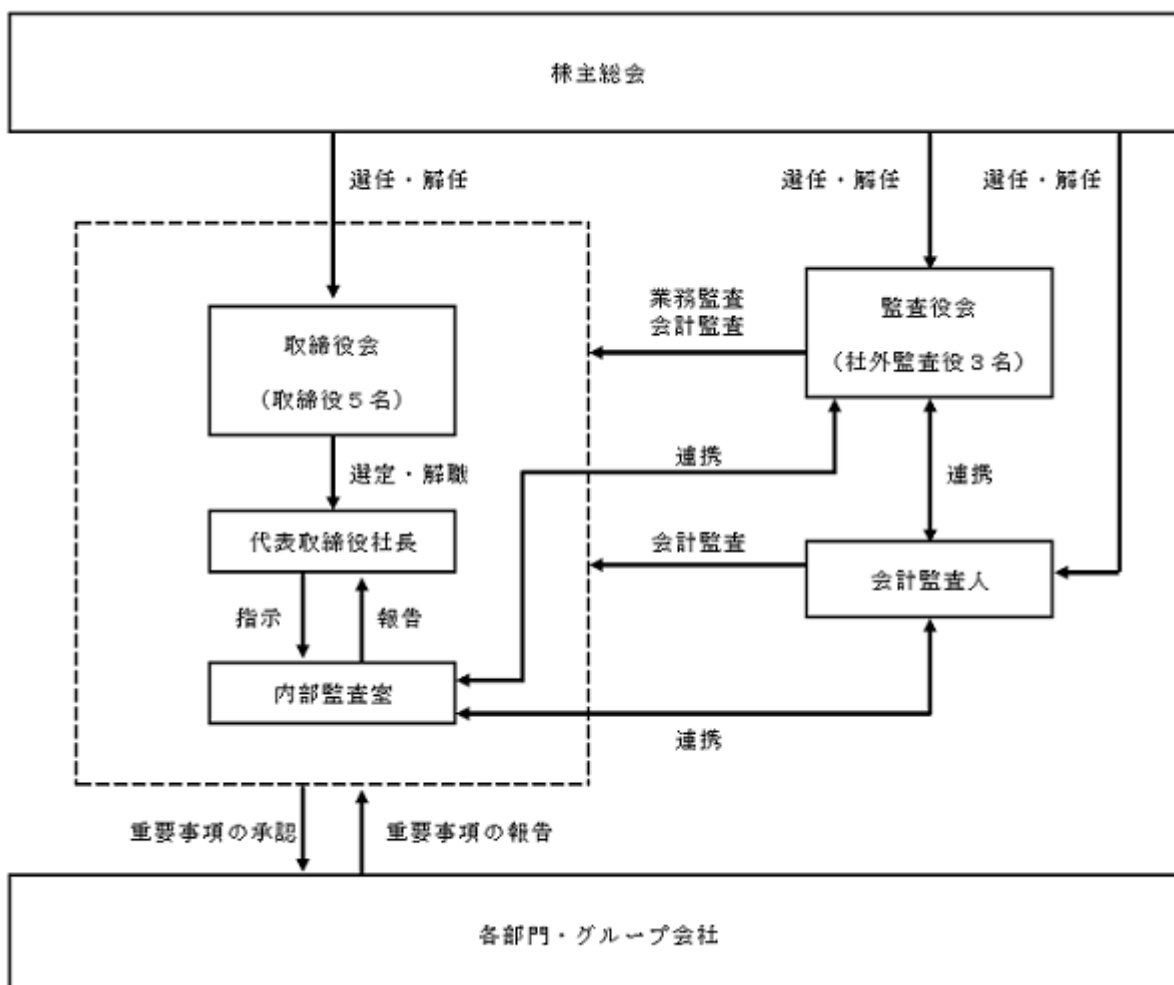 株主総会
選任・解任
選任・解任
選任・解任
業務監査
会計監査
監査役会
(社外監査役3名)
取締役会
(取締役5名)
連携
連携
選定・解職
代表取締役社長
会計監査
会計監査人
指示
報告
内部監査室
連携
重要事項の承認
重要事項の報告
各部門・グループ会社